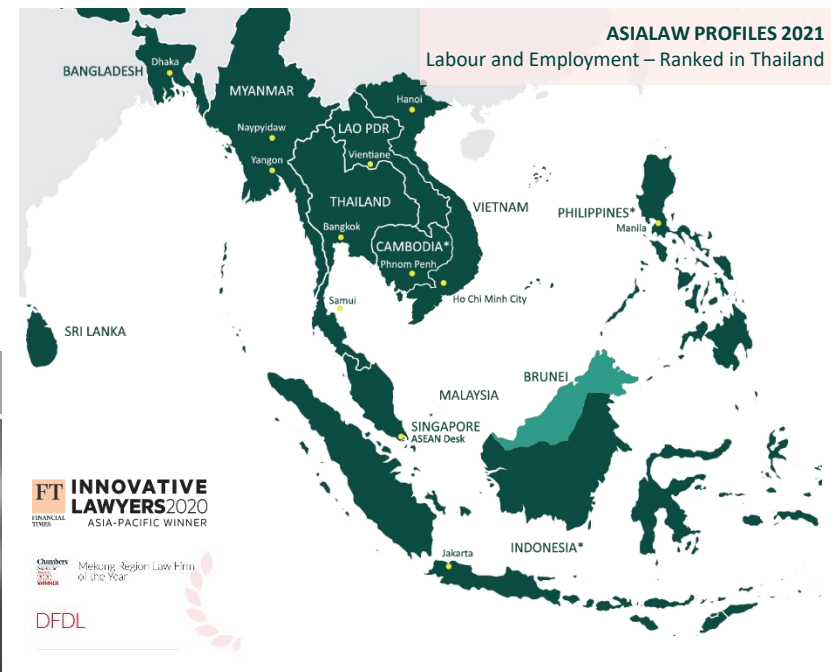 ASIALAW PROFILES 2021
Labour and Employment – Ranked in Thailand
BANGLADESH
Dhaka
MYANMAR
Hanoi
Naypyidaw
LAO PDR
Yangon
Vientiane
THAILAND
VIETNAM
PHILIPPINES*
Manila
Bangkok
CAMBODIA*
Phnom Penh
Ho Chi Minh City
Samui
SRI LANKA
BRUNEI
MALAYSIA
SINGAPORE
ASEAN Desk
FT
FINANCIAL
TIMES
INNOVATIVE
LAWYERS2020
ASIA-PACIFIC WINNER
INDONESIA*
Jakarta
Chambers
2020
WINNER
Mekong Region Law Firm
of the Year
DFDL